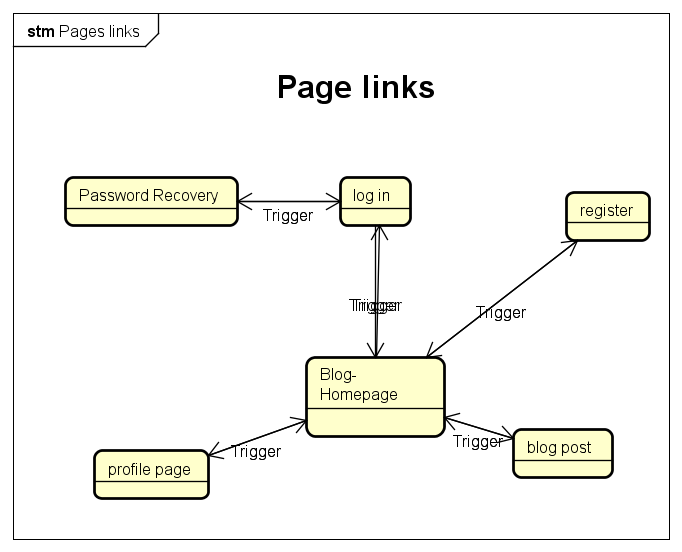 stm Pages links
Page links
Password Recovery
log in
register
Trigger
Trigger
Trigger
Trigger
Blog-
Homepage
Trigger
Trigger
blog post
profile page